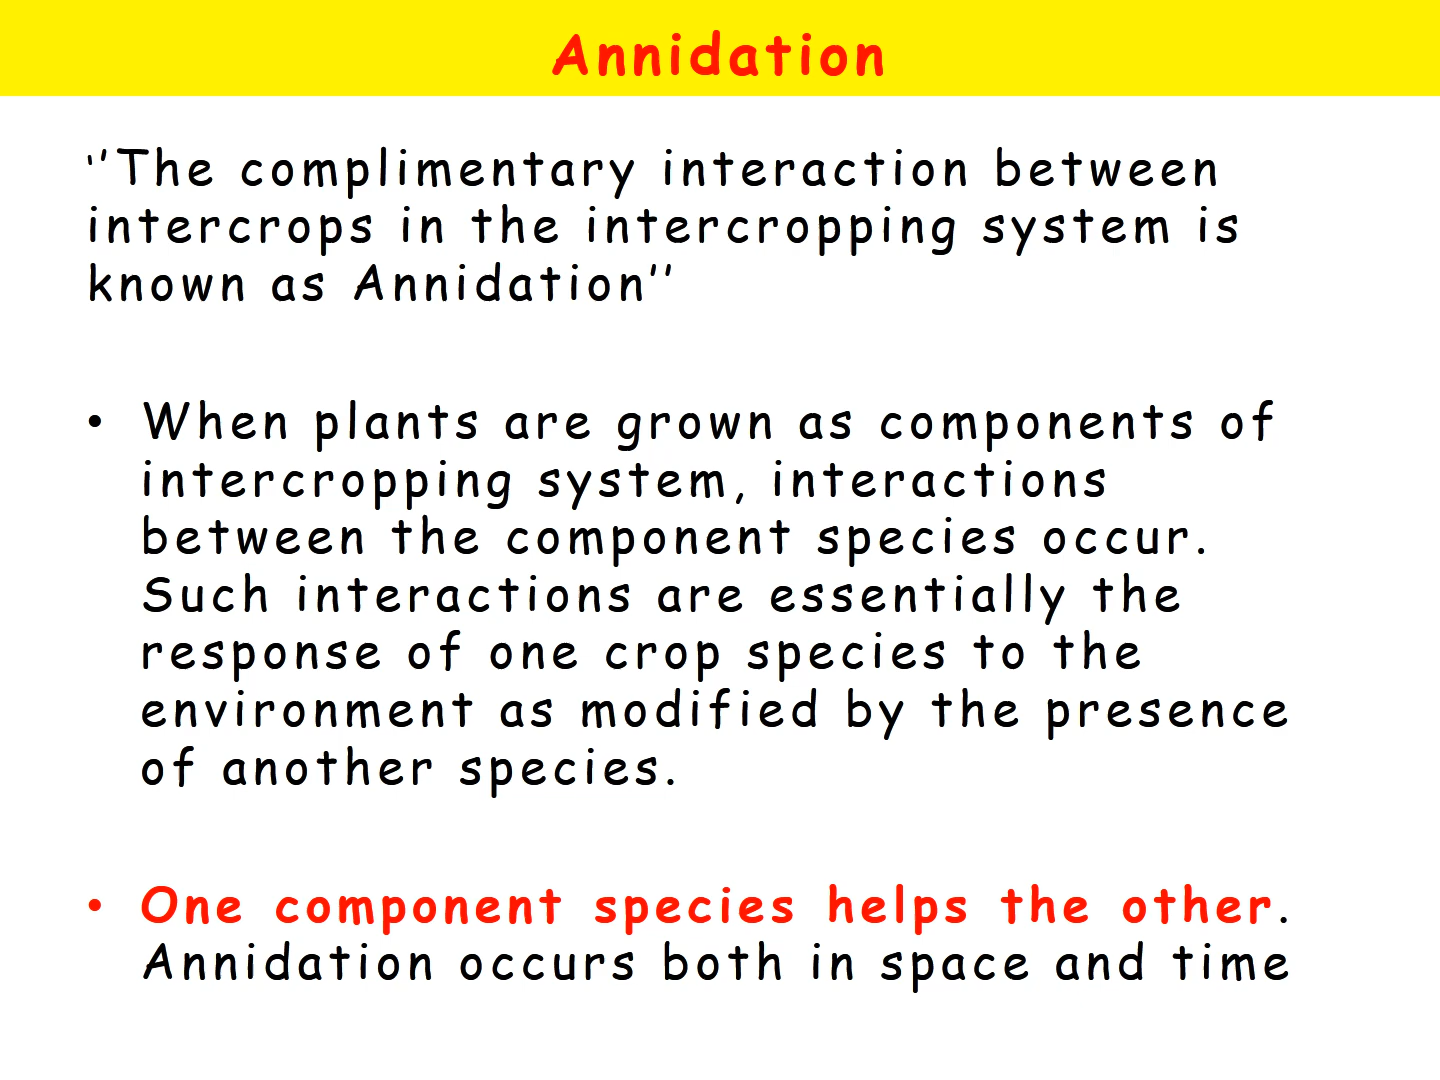 Annidation
‘’The complimentary interaction between
intercrops in the intercropping system is
known as Annidation’’
• When plants are grown as components of
intercropping system, interactions
between the component species occur.
Such interactions are essentially the
response of one crop species to the
environment as modified by the presence
of another species.
• One component species helps the other.
Annidation occurs both in space and time